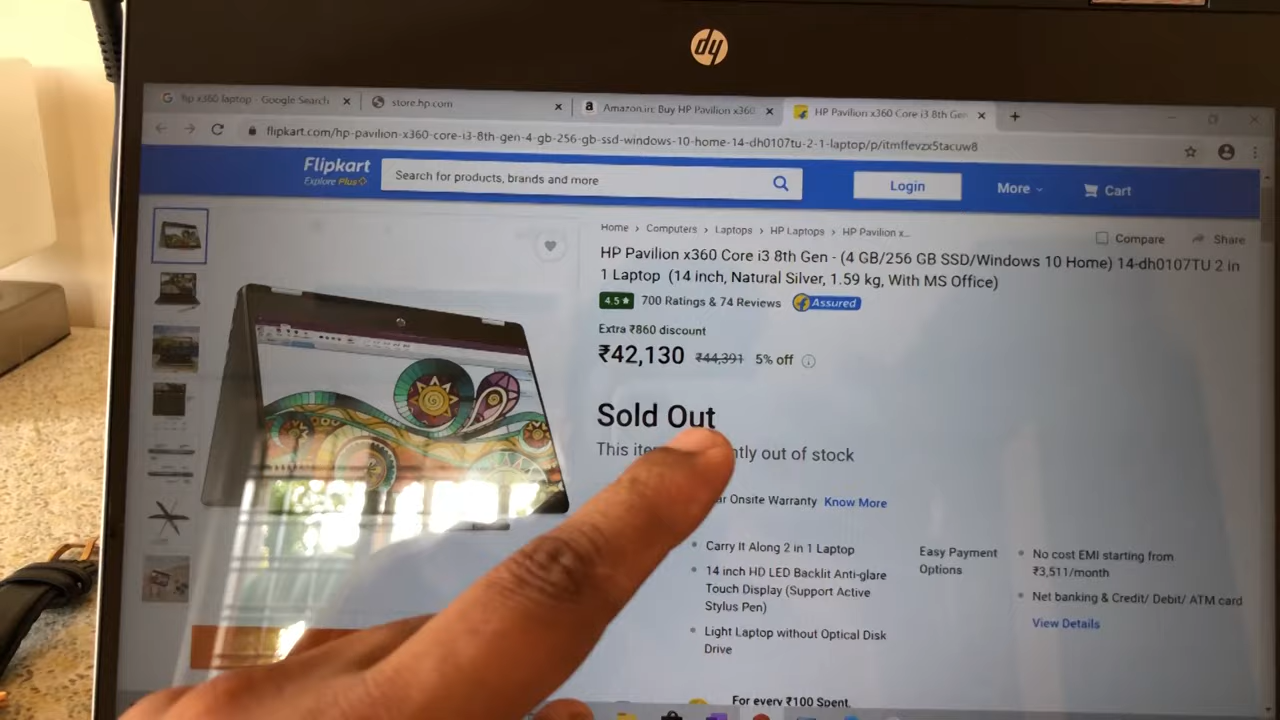 hp
hp x360 laptop - Google Search
store.hp.com
Amazon.in: Buy HP Pavilion x360
HP Pavilion x360 Core i3 8th Gen
flipkart.com/hp-pavilion-x360-core-i3-8th-gen-4-gb-256-gb-ssd-windows-10-home-14-dh0107tu-2-1-laptop/p/itmffevzx5tacuw8
Flipkart
Explore Plus
Search for products, brands and more
Login
More
Cart
Home > Computers > Laptops > HP Laptops > HP Pavilion x...
Compare
Share
HP Pavilion x360 Core i3 8th Gen - (4 GB/256 GB SSD/Windows 10 Home) 14-dh0107TU 2 in
1 Laptop (14 inch, Natural Silver, 1.59 kg, With MS Office)
4.5★ 700 Ratings & 74 Reviews Assured
Extra ₹860 discount
₹42,130 ₹44,391 5% off
Sold Out
This out of stock
Onsite Warranty Know More
Carry It Along 2 in 1 Laptop
14 inch HD LED Backlit Anti-glare
Touch Display (Support Active
Stylus Pen)
Light Laptop without Optical Disk
Drive
Easy Payment
Options
No cost EMI starting from
₹3,511/month
Net banking & Credit/ Debit/ ATM card
View Details
For every ₹100 Spent,